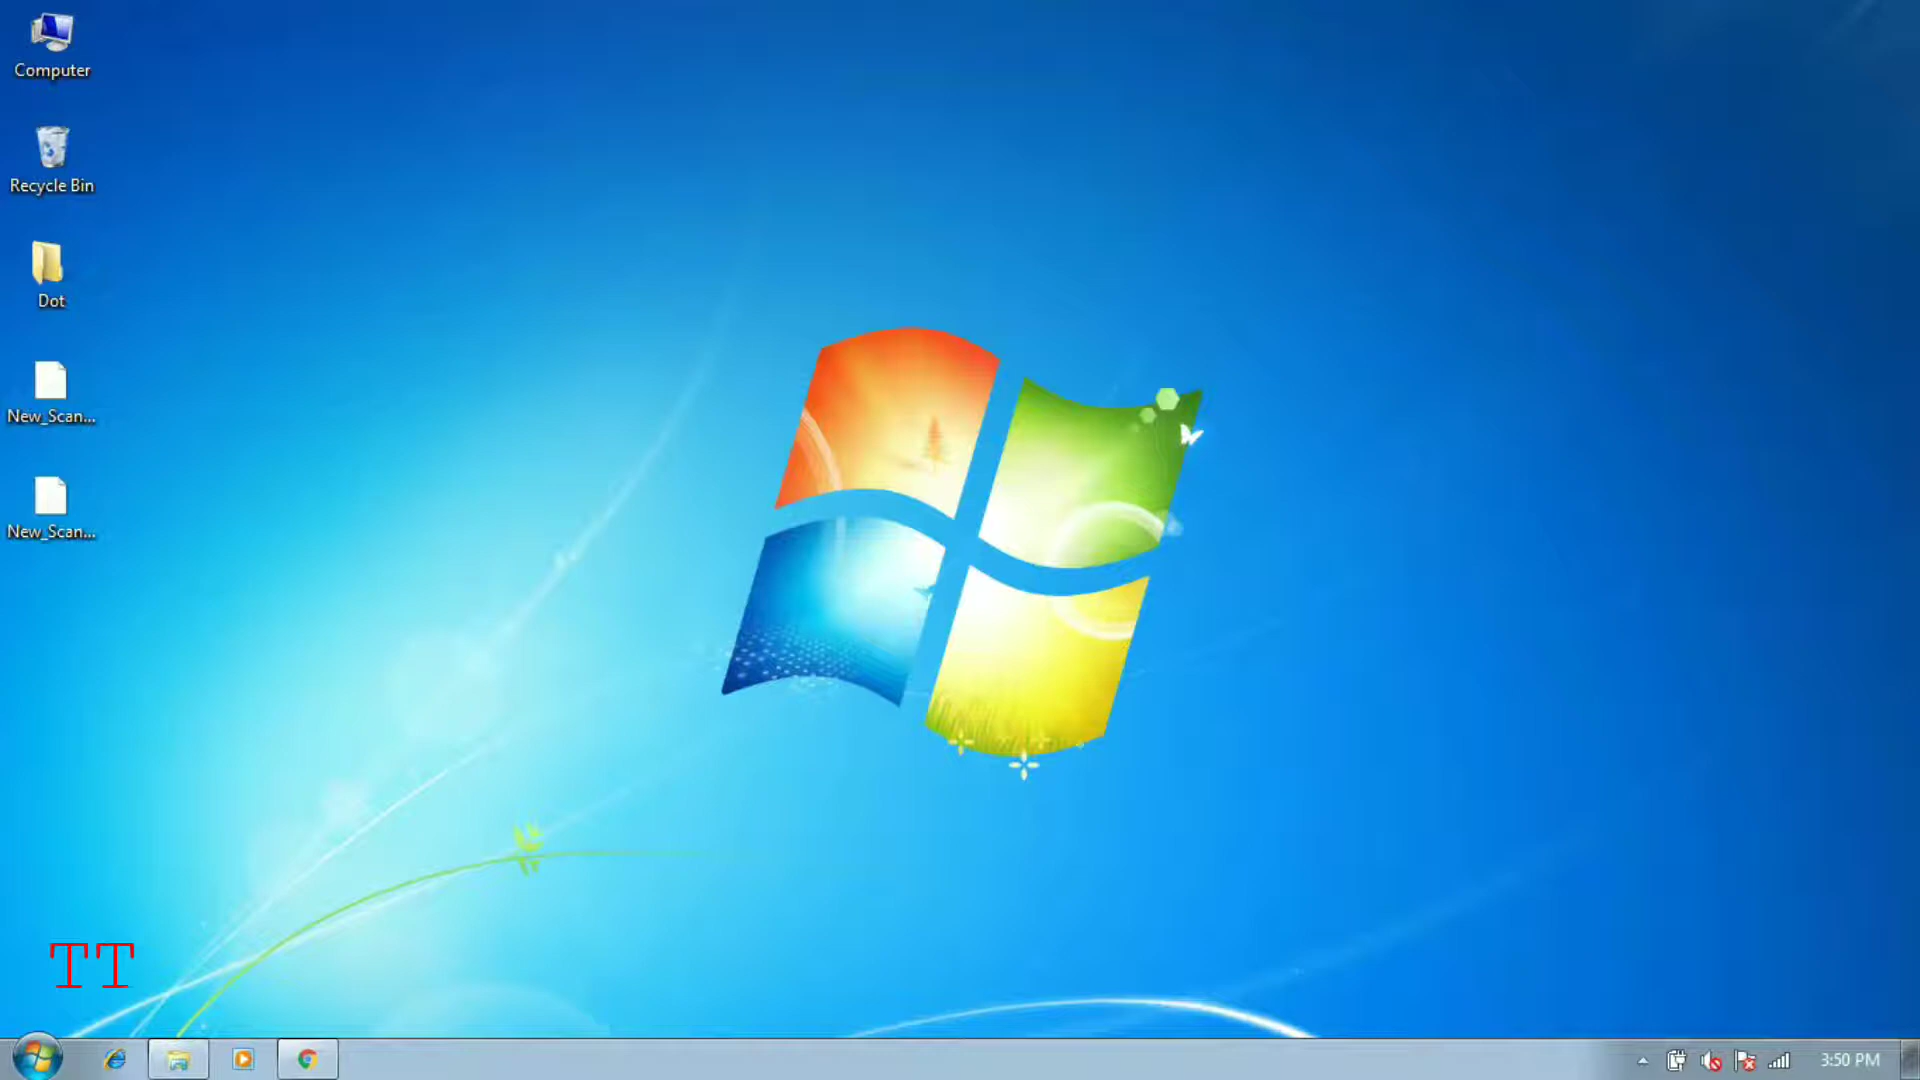 Computer
Recycle Bin
Dot
New_Scan...
New_Scan...
TT
3:50 PM